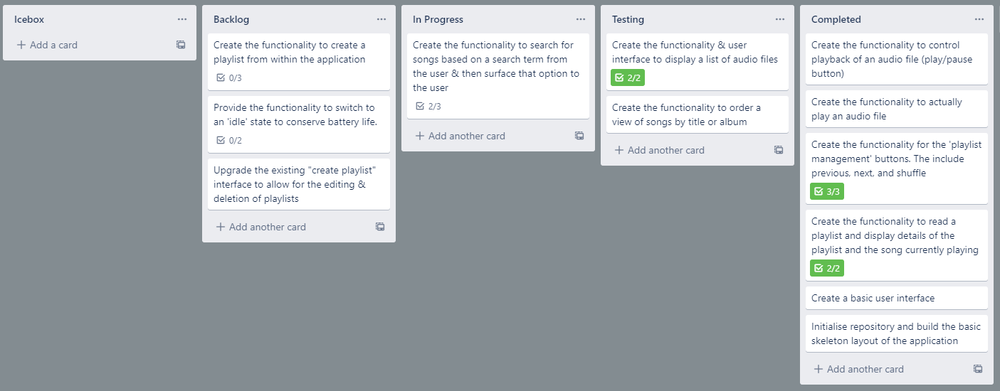 Icebox
Add a card
Backlog
Create the functionality to create a
playlist from within the application
0/3
Provide the functionality to switch to
an 'idle' state to conserve battery life.
0/2
Upgrade the existing "create playlist"
interface to allow for the editing &
deletion of playlists
Add another card
In Progress
Create the functionality to search for
songs based on a search term from
the user & then surface that option to
the user
2/3
Add another card
Testing
Create the functionality & user
interface to display a list of audio files
2/2
Create the functionality to order a
view of songs by title or album
Add another card
Completed
Create the functionality to control
playback of an audio file (play/pause
button)
Create the functionality to actually
play an audio file
Create the functionality for the 'playlist
management' buttons. The include
previous, next, and shuffle
3/3
Create the functionality to read a
playlist and display details of the
playlist and the song currently playing
2/2
Create a basic user interface
Initialise repository and build the basic
skeleton layout of the application
Add another card